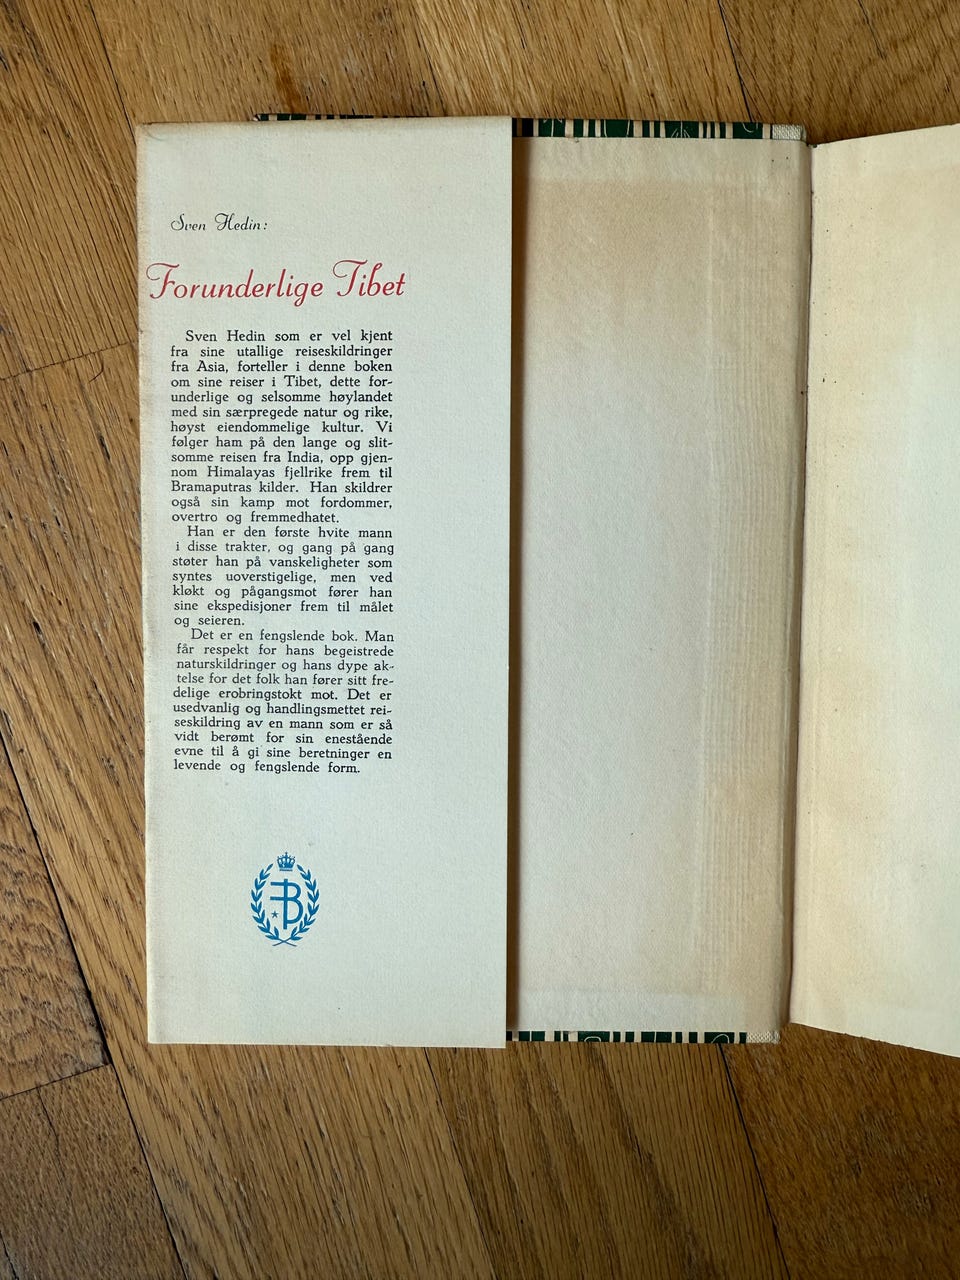 Sven Hedin:
Forunderlige Tibet
Sven Hedin som er vel kjent
fra sine utallige reiseskildringer
fra Asia, forteller i denne boken
om sine reiser i Tibet, dette for-
underlige og selsomme høylandet
med sin særpregede natur og rike,
høyst eiendommelige kultur. Vi
følger ham på den lange og slit-
somme reisen fra India, opp gjen-
nom Himalayas fjellrike frem til
Bramaputras kilder. Han skildrer
også sin kamp mot fordommer,
overtro og fremmedhatet.
Han er den første hvite mann
i disse trakter, og gang på gang
støter han på vanskeligheter som
syntes uoverstigelige, men ved
kløkt og pågangsmot fører han
sine ekspedisjoner frem til målet
og seieren.
Det er en fengslende bok. Man
får respekt for hans begeistrede
naturskildringer og hans dype ak-
telse for det folk han fører sitt fre-
delige erobringstokt mot. Det er
usedvanlig og handlingsmettet rei-
seskildring av en mann som er så
vidt berømt for sin enestående
evne til å gi sine beretninger en
levende og fengslende form.